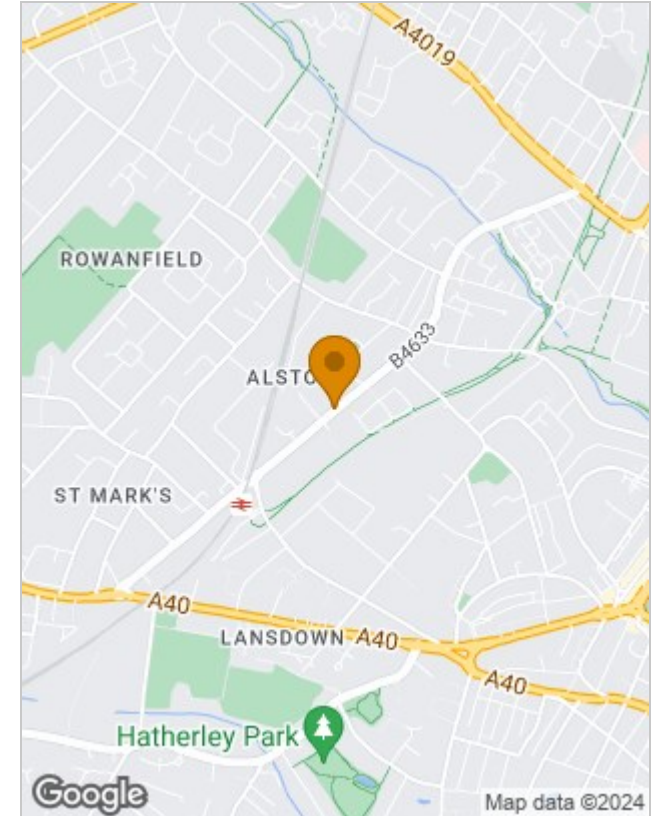 A4019
ROWANFIELD
B4633
ALSTO
ST MARK'S
A40
LANSDOWN
A40
A40
Hatherley Park
Google
Map data ©2024